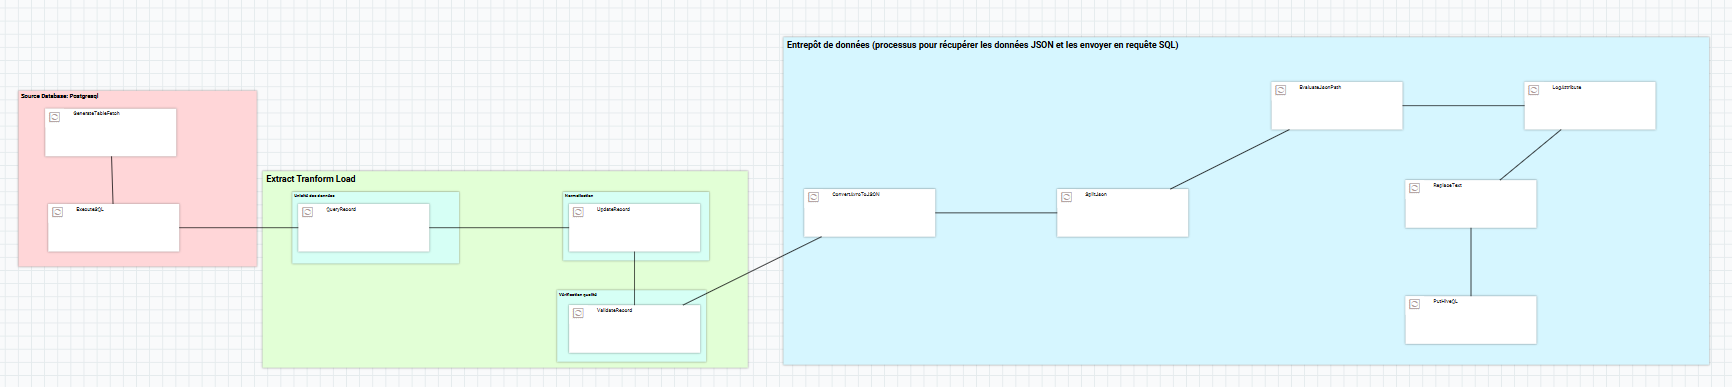 Source Database: Postgresql
GenerateTableFetch
ExecuteSQL
Extract Tranform Load
Unicité des données
QueryRecord
Normalisation
UpdateRecord
Vérification qualité
ValidateRecord
Entrepôt de données (processus pour récupérer les données JSON et les envoyer en requête SQL)
ConvertAvroToJSON
SplitJson
EvaluateJsonPath
LogAttribute
ReplaceText
PutHiveQL